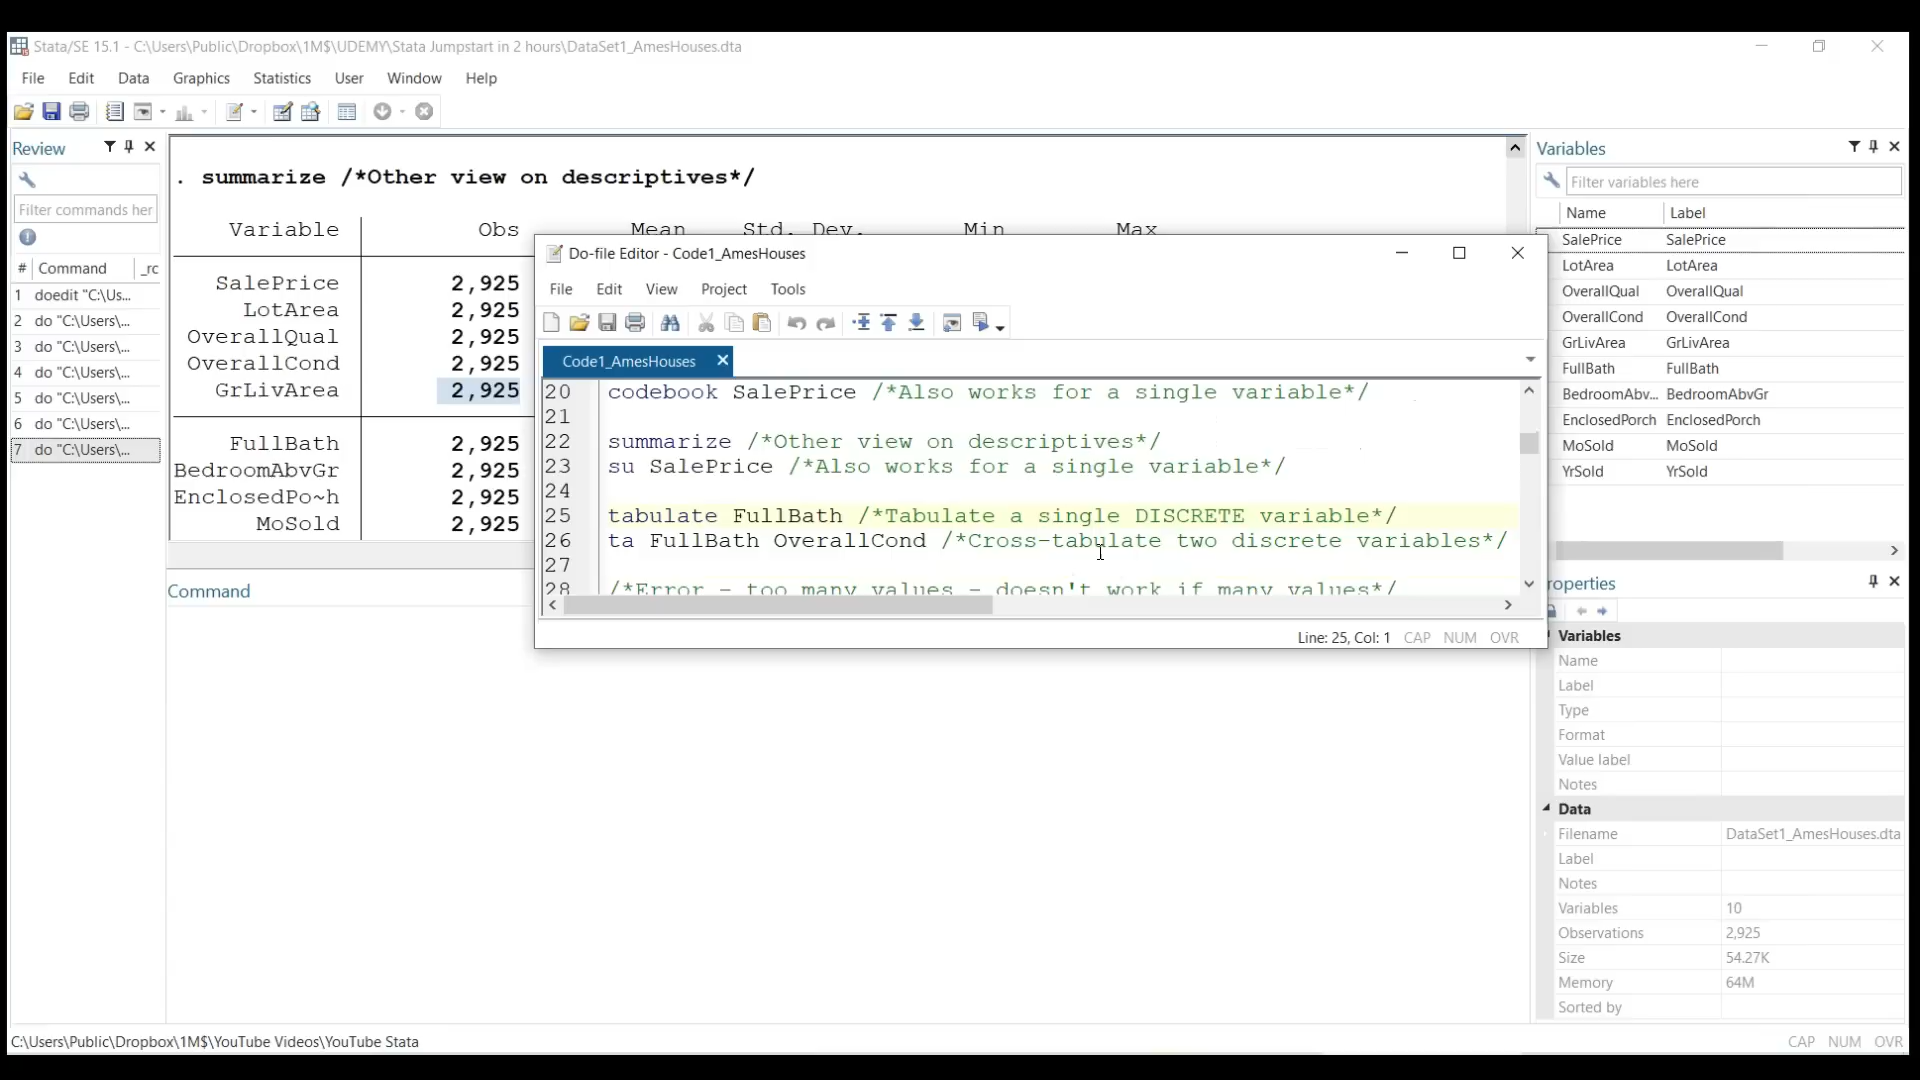 Stata/SE 15.1 - C:\Users\Public\Dropbox\1M$\UDEMY\Stata Jumpstart in 2 hours\DataSet1_AmesHouses.dta
File Edit Data Graphics Statistics User Window Help
Review
Filter commands her
# Command _rc
1 doedit "C:\Us...
2 do "C:\Users\...
3 do "C:\Users\...
4 do "C:\Users\...
5 do "C:\Users\...
6 do "C:\Users\...
7 do "C:\Users\...
. summarize /*Other view on descriptives*/
Variable Obs Mean Std. Dev. Min Max
SalePrice 2,925
LotArea 2,925
OverallQual 2,925
OverallCond 2,925
GrLivArea 2,925
FullBath 2,925
BedroomAbvGr 2,925
EnclosedPo~h 2,925
MoSold 2,925
Command
Do-file Editor - Code1_AmesHouses
File Edit View Project Tools
Code1_AmesHouses
20 codebook SalePrice /*Also works for a single variable*/
21
22 summarize /*Other view on descriptives*/
23 su SalePrice /*Also works for a single variable*/
24
25 tabulate FullBath /*Tabulate a single DISCRETE variable*/
26 ta FullBath OverallCond /*Cross-tabulate two discrete variables*/
27
28 /*Error - too many values - doesn't work if many values*/
Line: 25, Col: 1 CAP NUM OVR
Variables
Filter variables here
Name Label
SalePrice SalePrice
LotArea LotArea
OverallQual OverallQual
OverallCond OverallCond
GrLivArea GrLivArea
FullBath FullBath
BedroomAbv... BedroomAbvGr
EnclosedPorch EnclosedPorch
MoSold MoSold
YrSold YrSold
roperties
Variables
Name
Label
Type
Format
Value label
Notes
Data
Filename DataSet1_AmesHouses.dta
Label
Notes
Variables 10
Observations 2,925
Size 54.27K
Memory 64M
Sorted by
C:\Users\Public\Dropbox\1M$\YouTube Videos\YouTube Stata
CAP NUM OVR